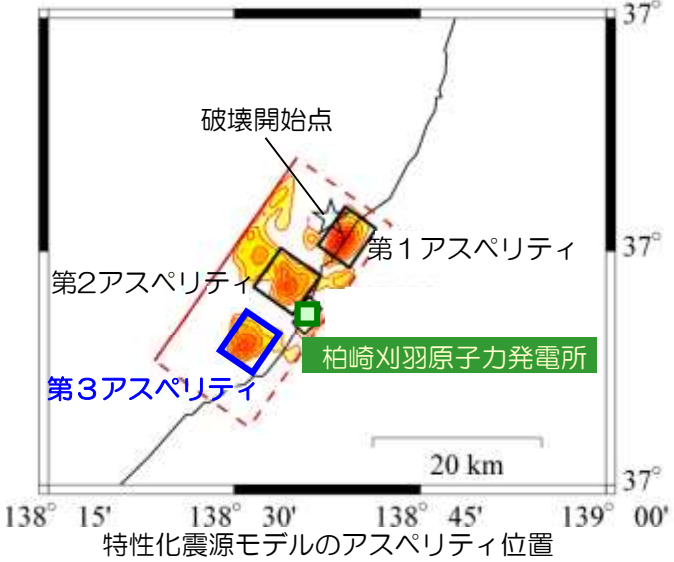 37°
破壊開始点
37°
第１アスペリティ
第2アスペリティ
柏崎刈羽原子力発電所
第３アスペリティ
20 km
37°
138° 15' 138° 30' 138° 45' 139° 00'
特性化震源モデルのアスペリティ位置